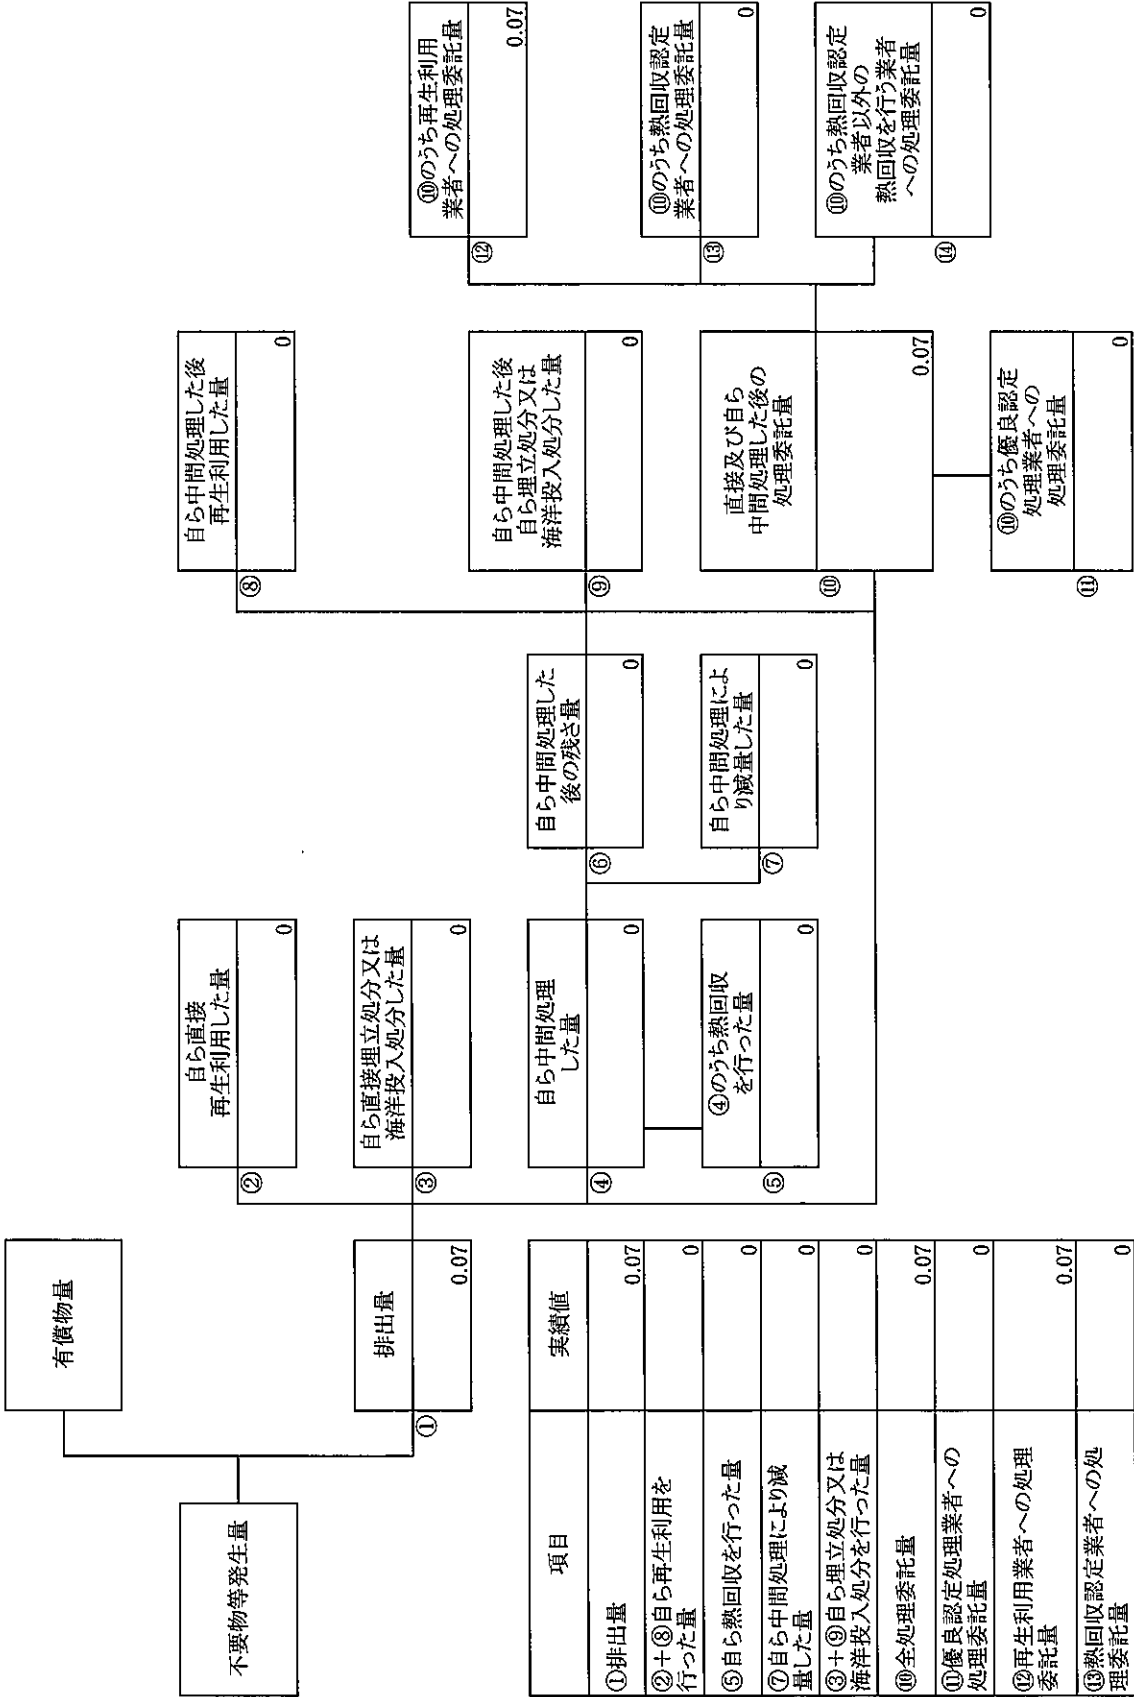 有償物量
不要物等発生量
排出量
①
0.07
自ら直接
再生利用した量
②
0
自ら直接埋立処分又は
海洋投入処分した量
③
0
自ら中間処理
した量
④
0
④のうち熱回収
を行った量
⑤
0
自ら中間処理した
後の残さ量
⑥
0
自ら中間処理によ
り減量した量
⑦
0
自ら中間処理した後
再生利用した量
⑧
0
自ら中間処理した後
自ら埋立処分又は
海洋投入処分した量
⑨
0
直接及び自ら
中間処理した後の
処理委託量
⑩
0.07
⑩のうち優良認定
処理業者への
処理委託量
⑪
0
⑩のうち再生利用
業者への処理委託量
⑫
0.07
⑩のうち熱回収認定
業者への処理委託量
⑬
0
⑩のうち熱回収認定
業者以外の
熱回収を行う業者
への処理委託量
⑭
0
項目 実績値
①排出量 0.07
②+⑧自ら再生利用を
行った量 0
⑤自ら熱回収を行った量 0
⑦自ら中間処理により減
量した量 0
③+⑨自ら埋立処分又は
海洋投入処分を行った量 0
⑩全処理委託量 0.07
⑪優良認定処理業者への
処理委託量 0
⑫再生利用業者への処理
委託量 0.07
⑬熱回収認定業者への処
理委託量 0